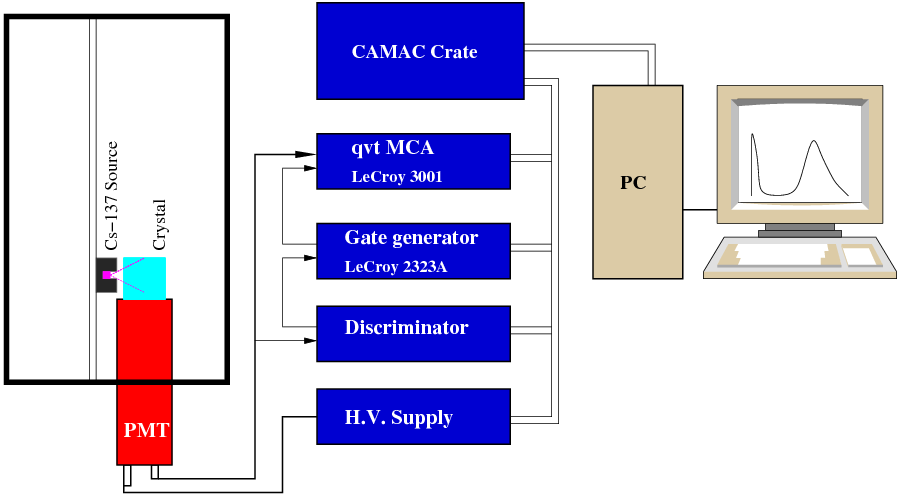 Cs-137 Source
Crystal
PMT
CAMAC Crate
qvt MCA
LeCroy 3001
Gate generator
LeCroy 2323A
Discriminator
H.V. Supply
PC